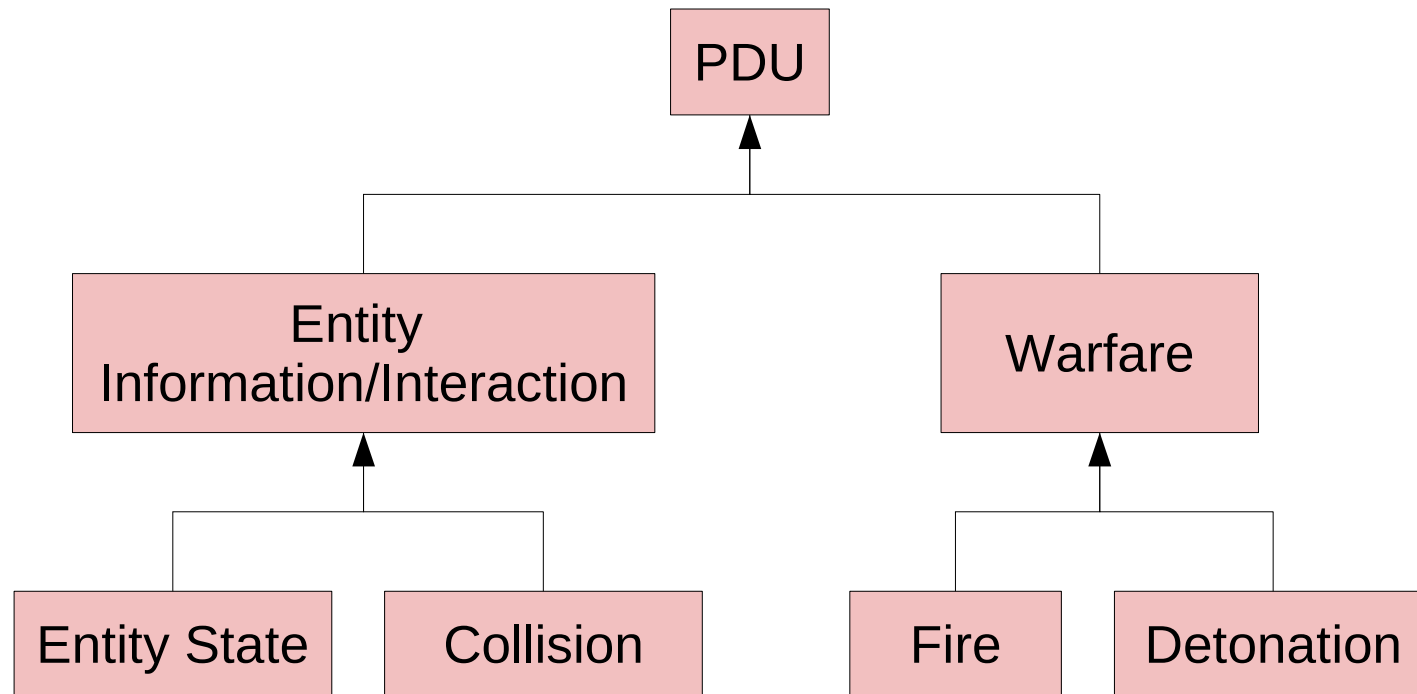 PDU
Entity
Information/Interaction
Warfare
Entity State
Collision
Fire
Detonation